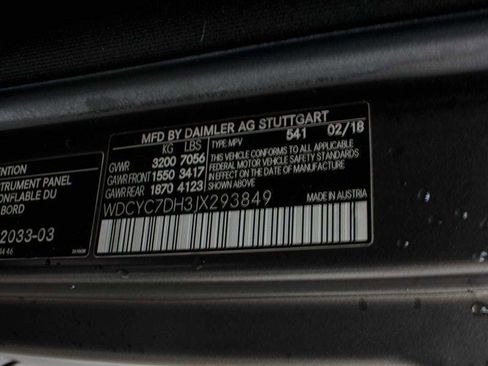 MFD BY DAIMLER AG STUTTGART
KG LBS
GVWR 3200 7056
GAWR FRONT 1550 3417
GAWR REAR 1870 4123
TYPE MPV 541 02/18
THIS VEHICLE CONFORMS TO ALL APPLICABLE
FEDERAL MOTOR VEHICLE SAFETY STANDARDS
IN EFFECT ON THE DATE OF MANUFACTURE
SHOWN ABOVE
MADE IN AUSTRIA
WDCYC7DH3JX293849
ENTION
STRUMENT PANEL
ONFLABLE DU
BORD
2033-03